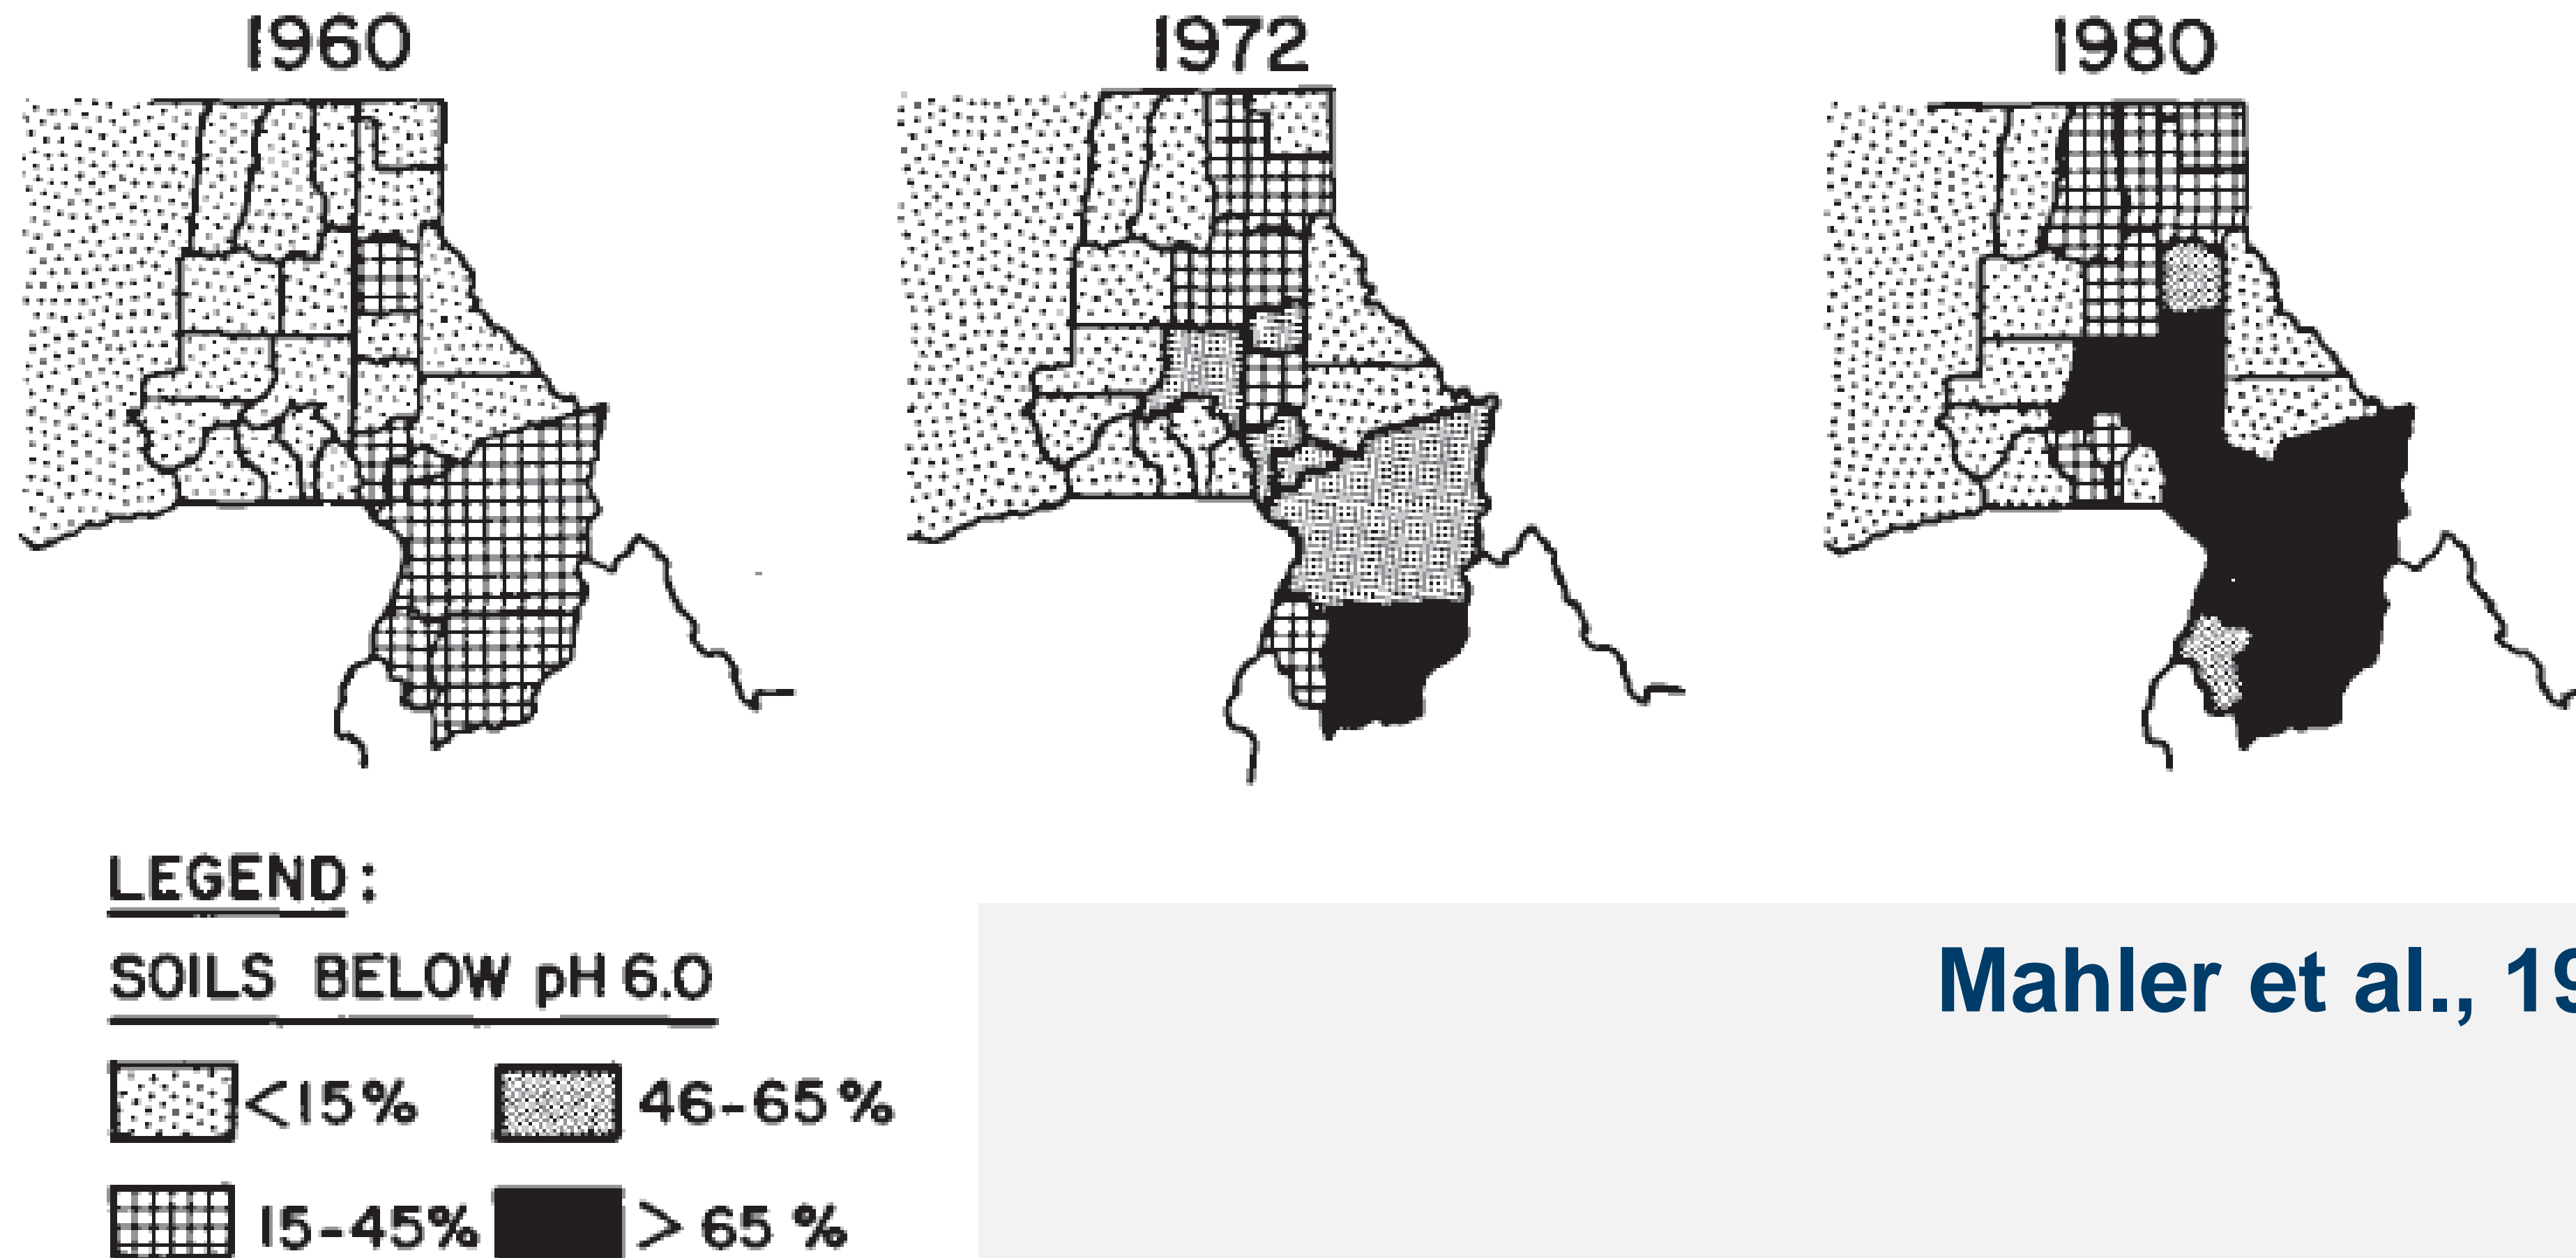 1960 1972 1980
LEGEND:
SOILS BELOW pH 6.0
<15% 46-65%
15-45% > 65 %
Mahler et al., 19